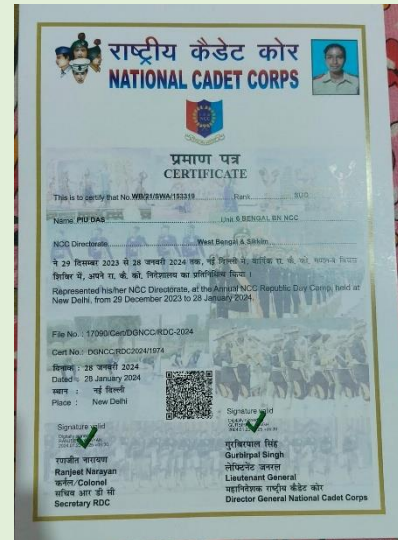 राष्ट्रीय कैडेट कोर
NATIONAL CADET CORPS
प्रमाण पत्र
CERTIFICATE
This is to certify that No.WB/21/SWA/153319 Rank SUO
Name PIU DAS Unit 6 BENGAL BN NCC
NCC Directorate West Bengal & Sikkim
ने 29 दिसम्बर 2023 से 28 जनवरी 2024 तक, नई दिल्ली में, वार्षिक रा. कै. को. गणतन्त्र दिवस
शिविर में, अपने रा. कै. को. निदेशालय का प्रतिनिधित्व किया ।
Represented his/her NCC Directorate, at the Annual NCC Republic Day Camp, held at
New Delhi, from 29 December 2023 to 28 January 2024.
File No. : 17090/Cert/DGNCC/RDC-2024
Cert No.: DGNCC/RDC2024/1974
दिनांक : 28 जनवरी 2024
Dated : 28 January 2024
स्थान : नई दिल्ली
Place : New Delhi
Signature valid
रणजीत नारायण
Ranjeet Narayan
कर्नल/Colonel
सचिव आर डी सी
Secretary RDC
Signature valid
गुरबिरपाल सिंह
Gurbirpal Singh
लेफ्टिनेंट जनरल
Lieutenant General
महानिदेशक राष्ट्रीय कैडेट कोर
Director General National Cadet Corps